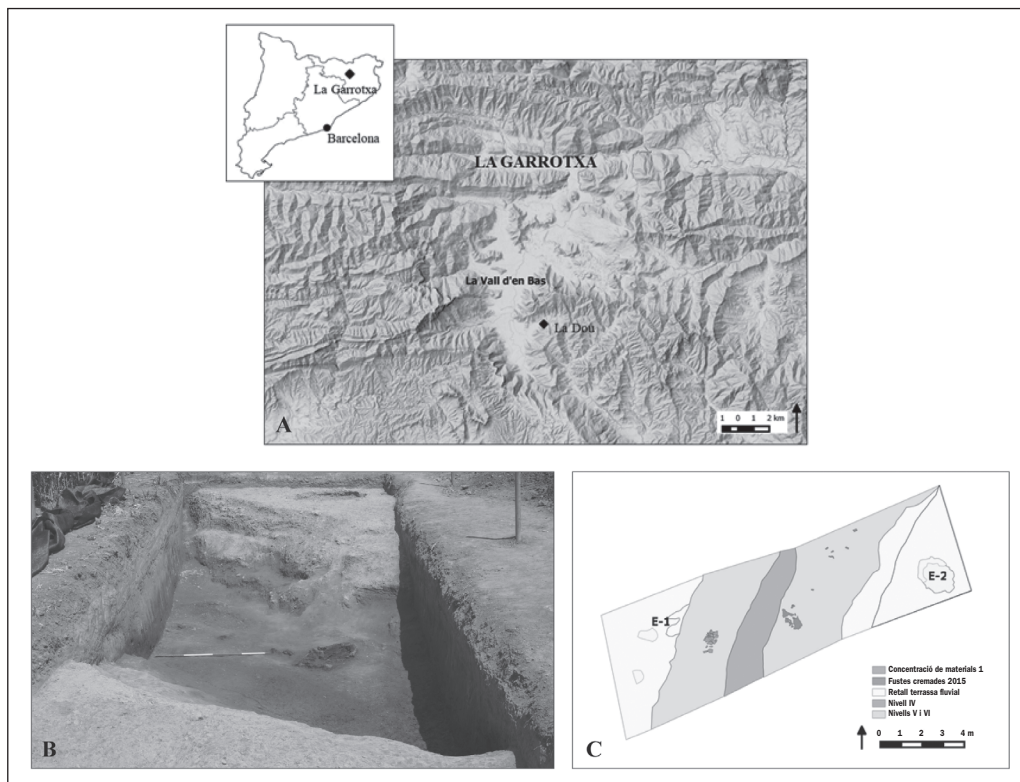 La Garrotxa
Barcelona
LA GARROTXA
La Vall d'en Bas
La Dou
1 0 1 2 km
A
B
E-1
E-2
Concentració de materials 1
Fustes cremades 2015
Retall terrassa fluvial
Nivell IV
Nivells V i VI
0 1 2 3 4 m
C